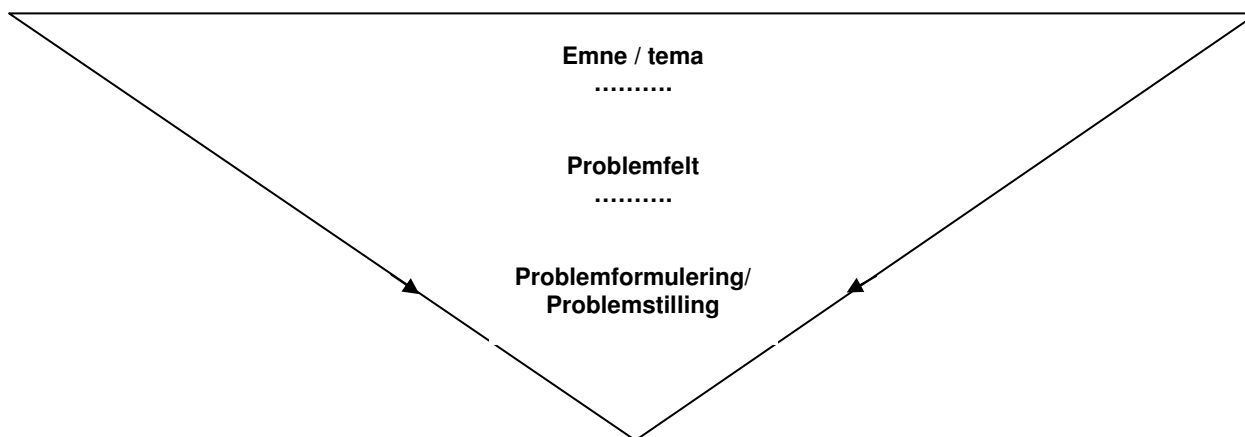 Emne / tema
..........
Problemfelt
..........
Problemformulering/
Problemstilling